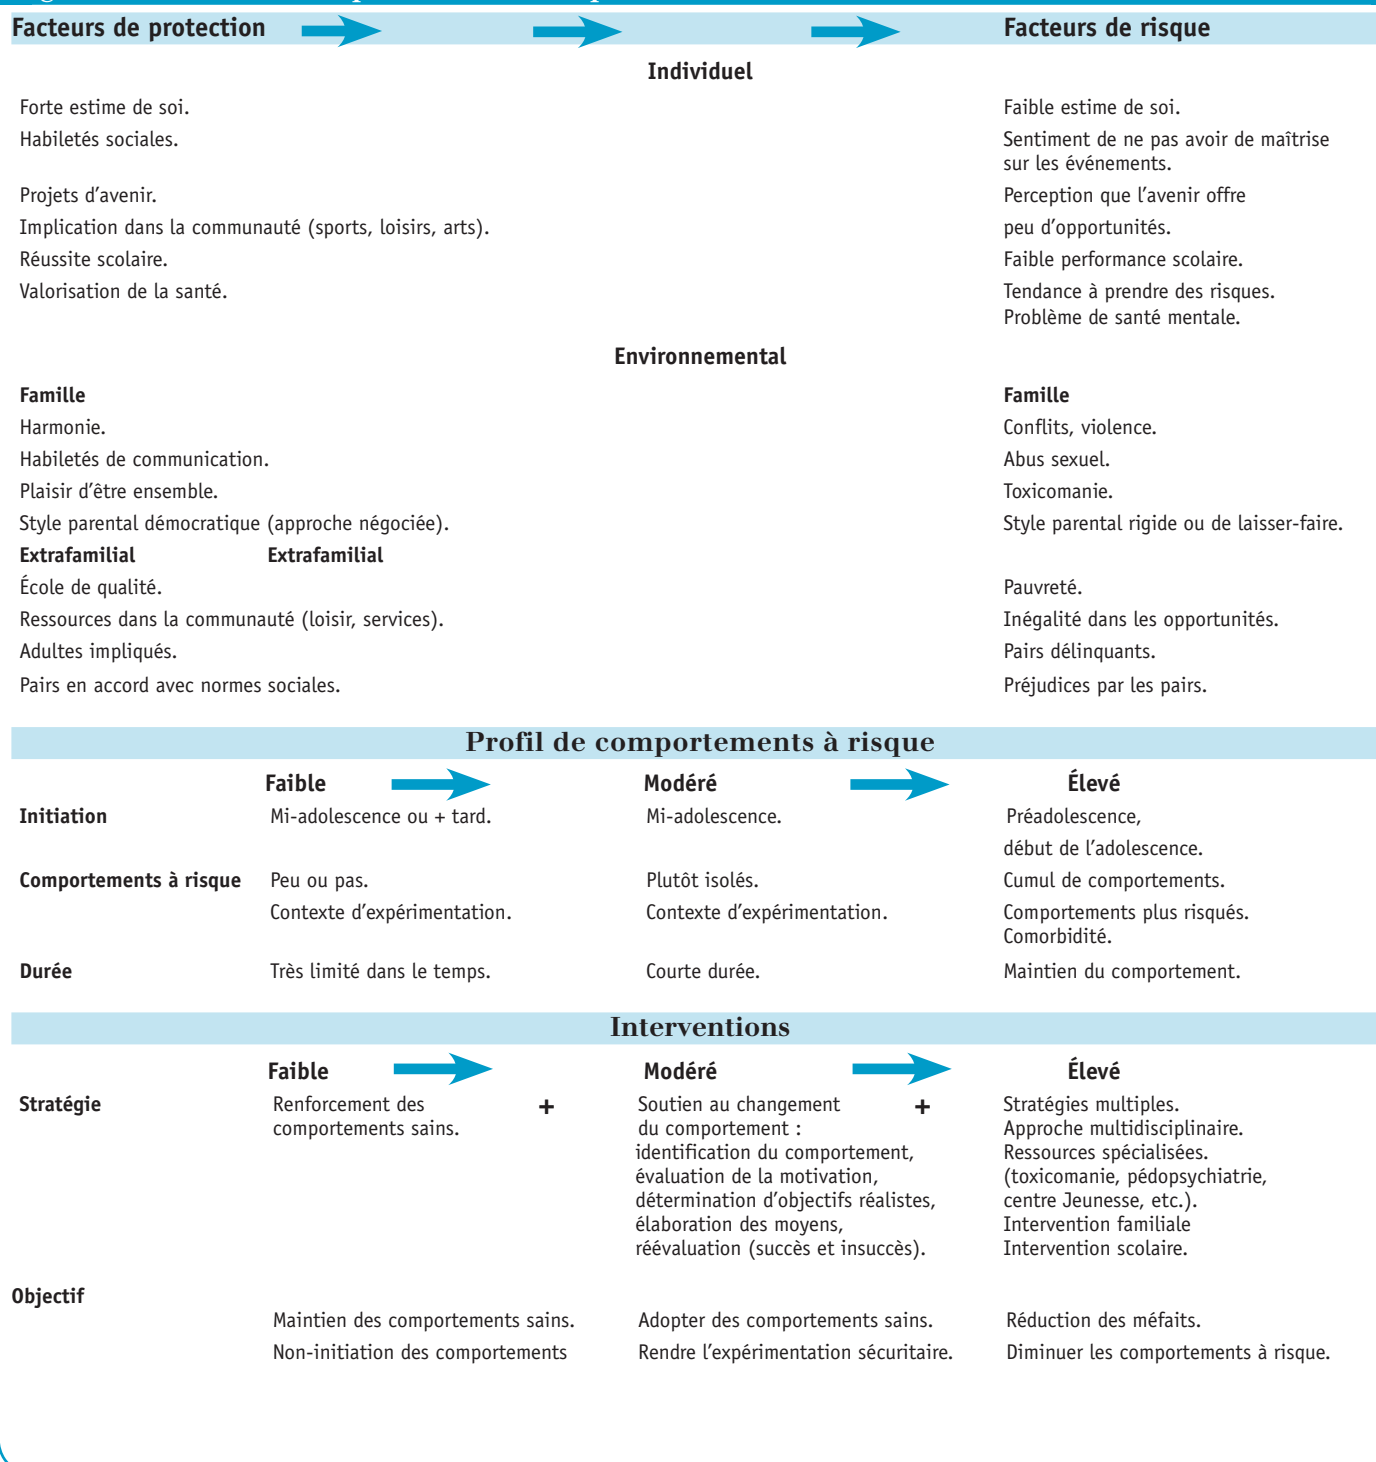 Facteurs de protection Facteurs de risque
Individuel
Forte estime de soi. Faible estime de soi.
Habiletés sociales. Sentiment de ne pas avoir de maîtrise
sur les événements.
Projets d'avenir. Perception que l'avenir offre
Implication dans la communauté (sports, loisirs, arts). peu d'opportunités.
Réussite scolaire. Faible performance scolaire.
Valorisation de la santé. Tendance à prendre des risques.
Problème de santé mentale.
Environnemental
Famille Famille
Harmonie. Conflits, violence.
Habiletés de communication. Abus sexuel.
Plaisir d'être ensemble. Toxicomanie.
Style parental démocratique (approche négociée). Style parental rigide ou de laisser-faire.
Extrafamilial Extrafamilial
École de qualité. Pauvreté.
Ressources dans la communauté (loisir, services). Inégalité dans les opportunités.
Adultes impliqués. Pairs délinquants.
Pairs en accord avec normes sociales. Préjudices par les pairs.
Profil de comportements à risque
Faible Modéré Élevé
Initiation Mi-adolescence ou + tard. Mi-adolescence. Préadolescence,
début de l'adolescence.
Comportements à risque Peu ou pas. Plutôt isolés. Cumul de comportements.
Contexte d'expérimentation. Contexte d'expérimentation. Comportements plus risqués.
Comorbidité.
Durée Très limité dans le temps. Courte durée. Maintien du comportement.
Interventions
Faible Modéré Élevé
Stratégie Renforcement des + Soutien au changement + Stratégies multiples.
comportements sains. du comportement : Approche multidisciplinaire.
identification du comportement, Ressources spécialisées.
évaluation de la motivation, (toxicomanie, pédopsychiatrie,
détermination d'objectifs réalistes, centre Jeunesse, etc.).
élaboration des moyens, Intervention familiale
réévaluation (succès et insuccès). Intervention scolaire.
Objectif
Maintien des comportements sains. Adopter des comportements sains. Réduction des méfaits.
Non-initiation des comportements Rendre l'expérimentation sécuritaire. Diminuer les comportements à risque.